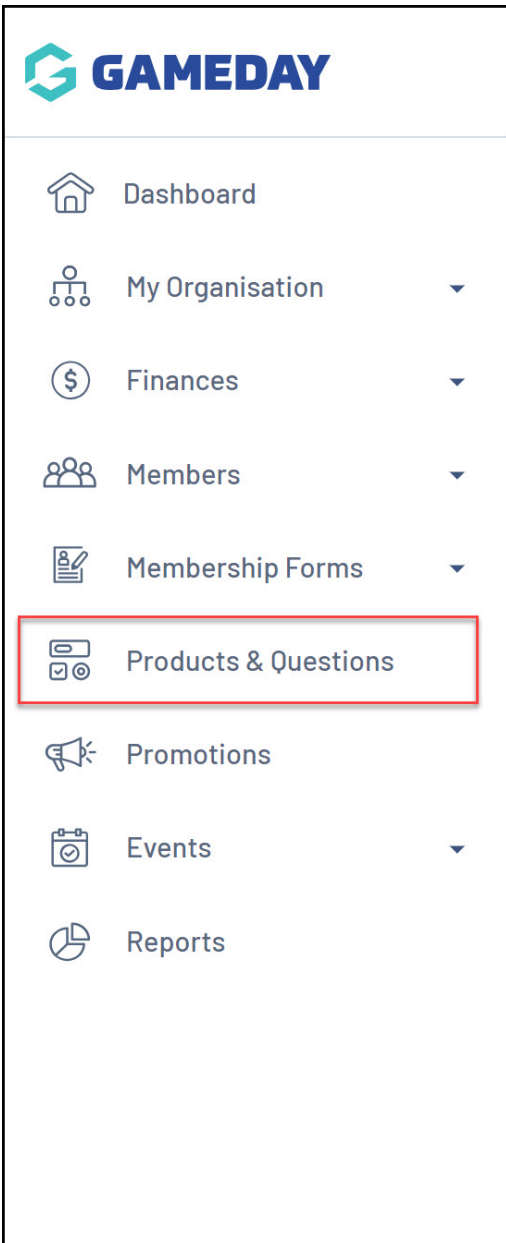 GAMEDAY
Dashboard
My Organisation
Finances
Members
Membership Forms
Products & Questions
Promotions
Events
Reports